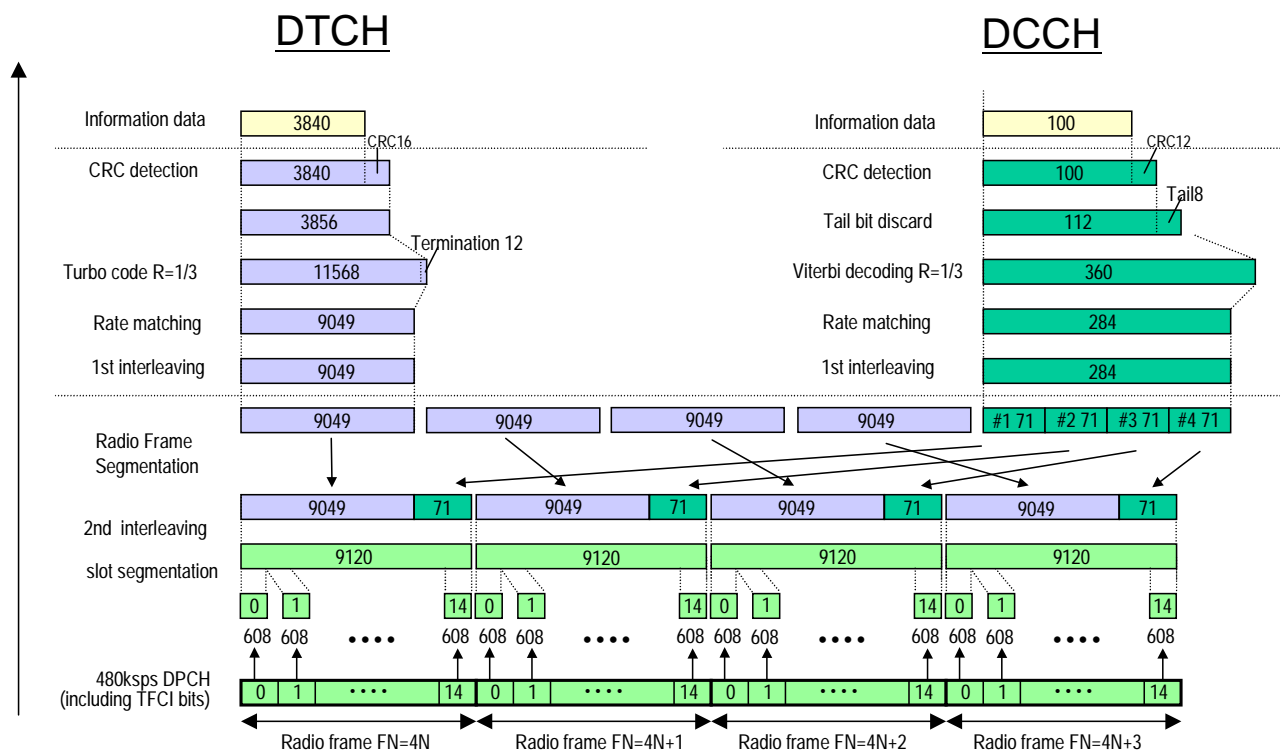 DTCH
DCCH
Information data
3840
Information data
100
CRC16
CRC12
CRC detection
3840
CRC detection
100
Tail8
3856
Tail bit discard
112
Termination 12
Turbo code R=1/3
11568
Viterbi decoding R=1/3
360
Rate matching
9049
Rate matching
284
1st interleaving
9049
1st interleaving
284
Radio Frame
Segmentation
9049
9049
9049
9049
#1 71
#2 71
#3 71
#4 71
2nd interleaving
9049
71
9049
71
9049
71
9049
71
slot segmentation
9120
9120
9120
9120
0
1
14
0
1
14
0
1
14
0
1
14
608
608
• • • •
608
608
608
• • • •
608
608
608
• • • •
608
608
608
• • • •
608
480ksps DPCH
(including TFCI bits)
0
1
• • • •
14
0
1
• • • •
14
0
1
• • • •
14
0
1
• • • •
14
Radio frame FN=4N
Radio frame FN=4N+1
Radio frame FN=4N+2
Radio frame FN=4N+3